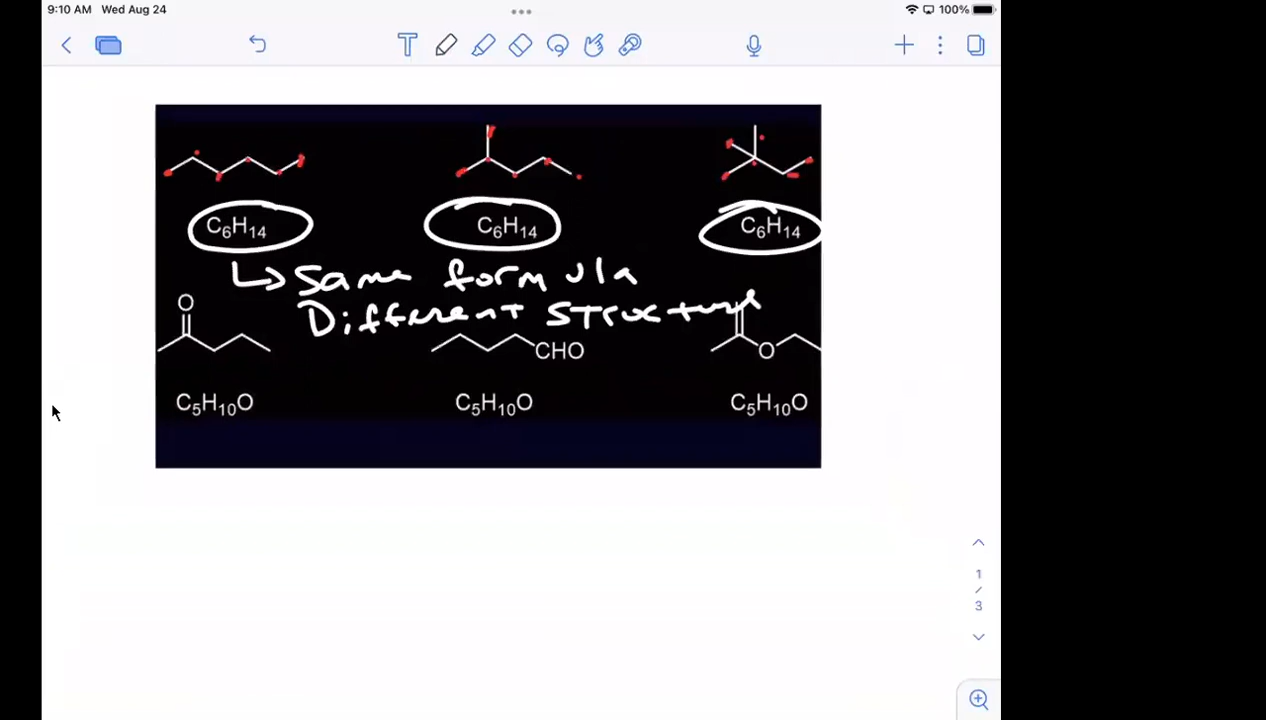 9:10 AM Wed Aug 24
100%
T
C6H14 C6H14 C6H14
↳ Same formula
Different structure
O
CHO O
C5H10O C5H10O C5H10O
1
/
3